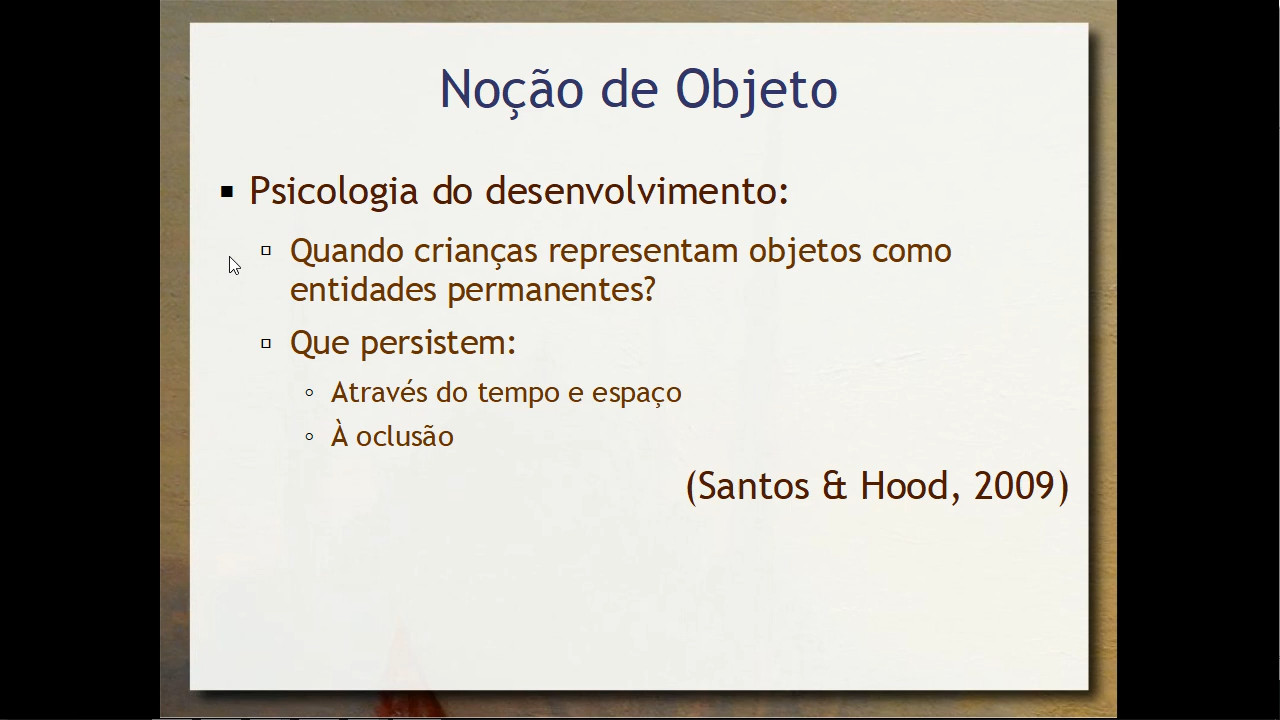 Noção de Objeto
Psicologia do desenvolvimento:
Quando crianças representam objetos como
entidades permanentes?
Que persistem:
Através do tempo e espaço
À oclusão
(Santos & Hood, 2009)